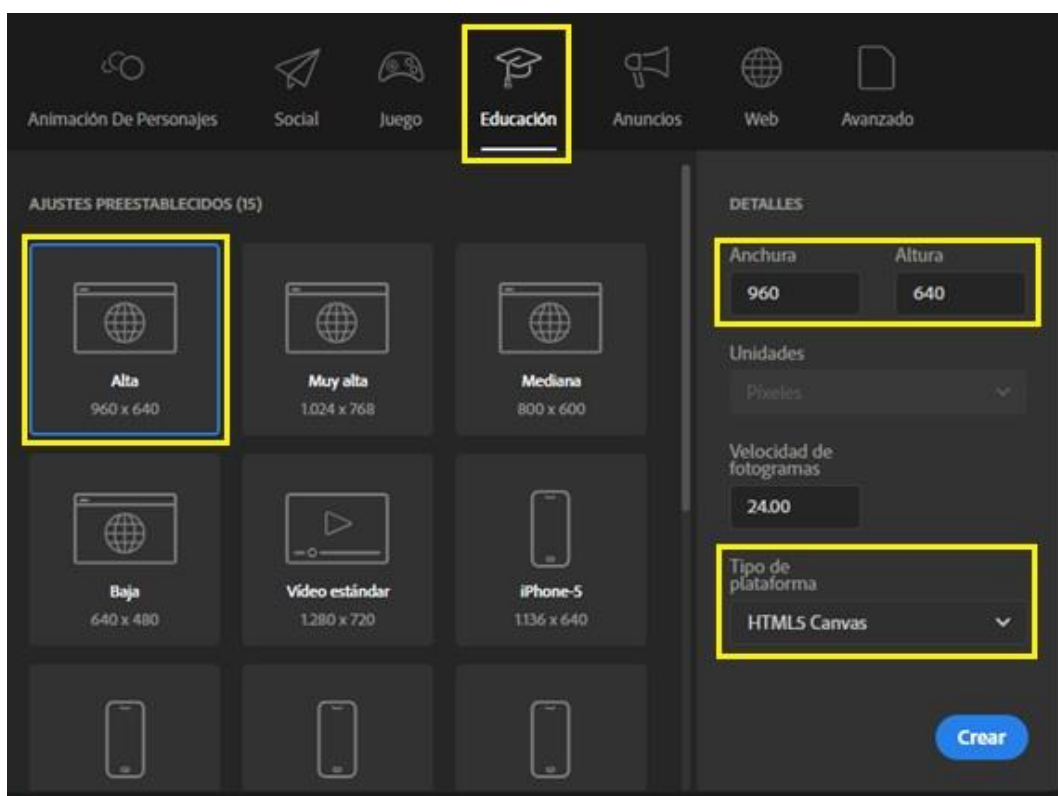 Animación De Personajes
Social
Juego
Educación
Anuncios
Web
Avanzado
AJUSTES PREESTABLECIDOS (15)
Alta
960 x 640
Muy alta
1.024 x 768
Mediana
800 x 600
Baja
640 x 480
Vídeo estándar
1.280 x 720
iPhone-5
1.136 x 640
DETALLES
Anchura
Altura
960
640
Unidades
Píxeles
Velocidad de
fotogramas
24.00
Tipo de
plataforma
HTML5 Canvas
Crear